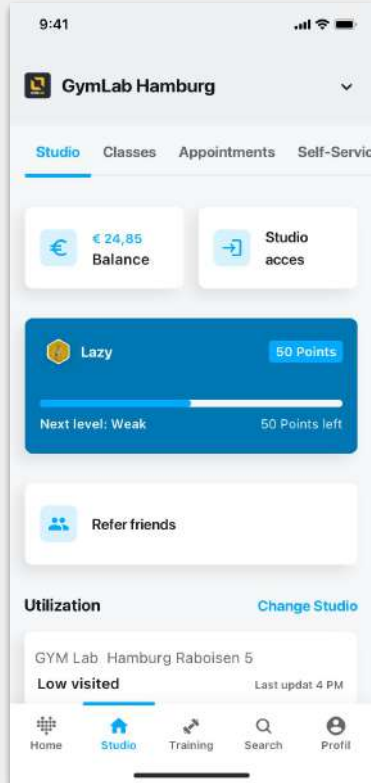 9:41
GymLab Hamburg
Studio Classes Appointments Self-Servic
€ 24,85
Balance
Studio
acces
Lazy 50 Points
Next level: Weak 50 Points left
Refer friends
Utilization Change Studio
GYM Lab Hamburg Raboisen 5
Low visited Last updat 4 PM
Home Studio Training Search Profil